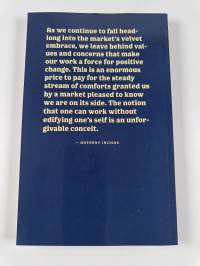 As we continue to fall head-
long into the market's velvet
embrace, we leave behind val-
ues and concerns that make
our work a force for positive
change. This is an enormous
price to pay for the steady
stream of comforts granted us
by a market pleased to know
we are on its side. The notion
that one can work without
edifying one's self is an unfor-
givable conceit.
— ANTHONY INCIONG